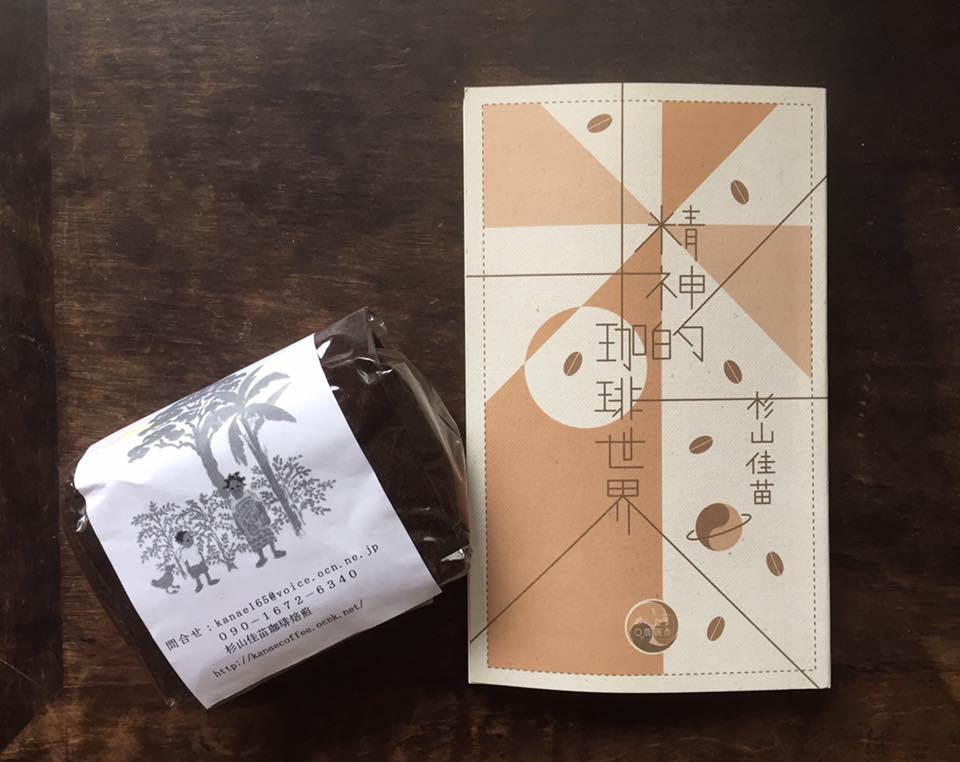 問合せ：kanae165@voice.ocn.ne.jp
090-1672-6340
杉山佳苗珈琲焙煎
http://kanaecoffee.ocnk.net/
精神的
珈琲世界
杉山佳苗